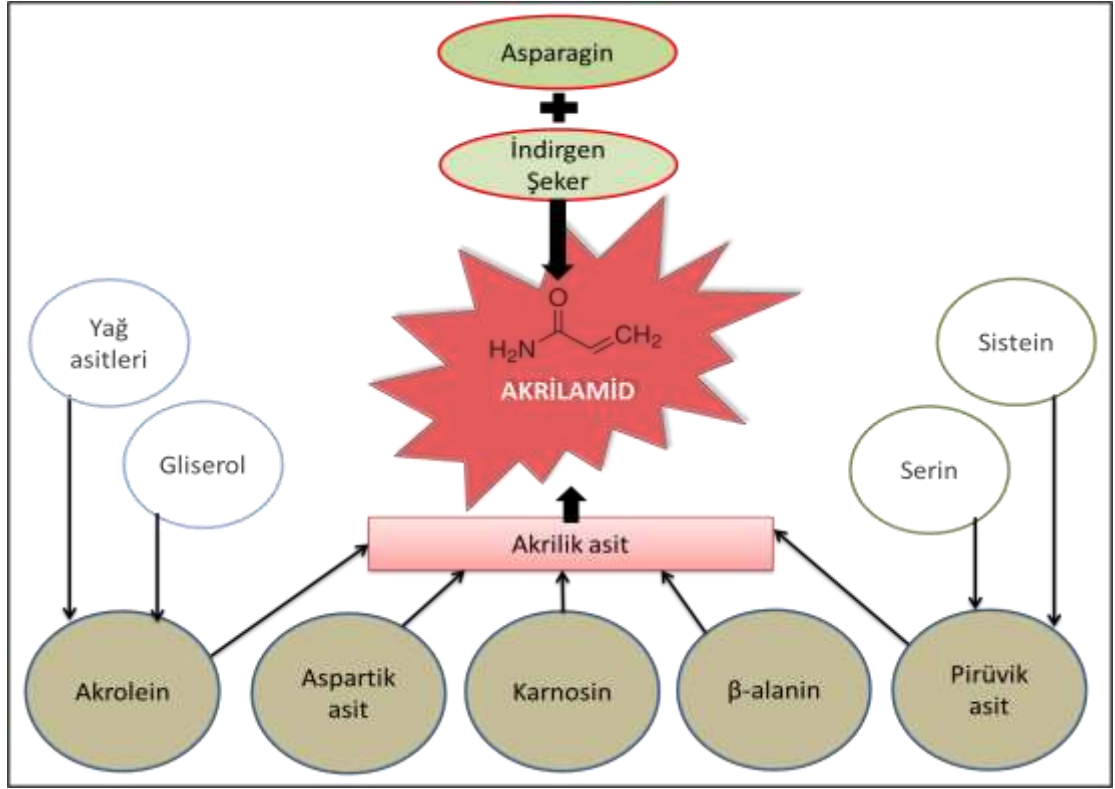 Asparagin
İndirgen
Şeker
O
H₂N
CH₂
AKRİLAMİD
Yağ
asitleri
Gliserol
Sistein
Serin
Akrilik asit
Akrolein
Aspartik
asit
Karnosin
β-alanin
Pirüvik
asit